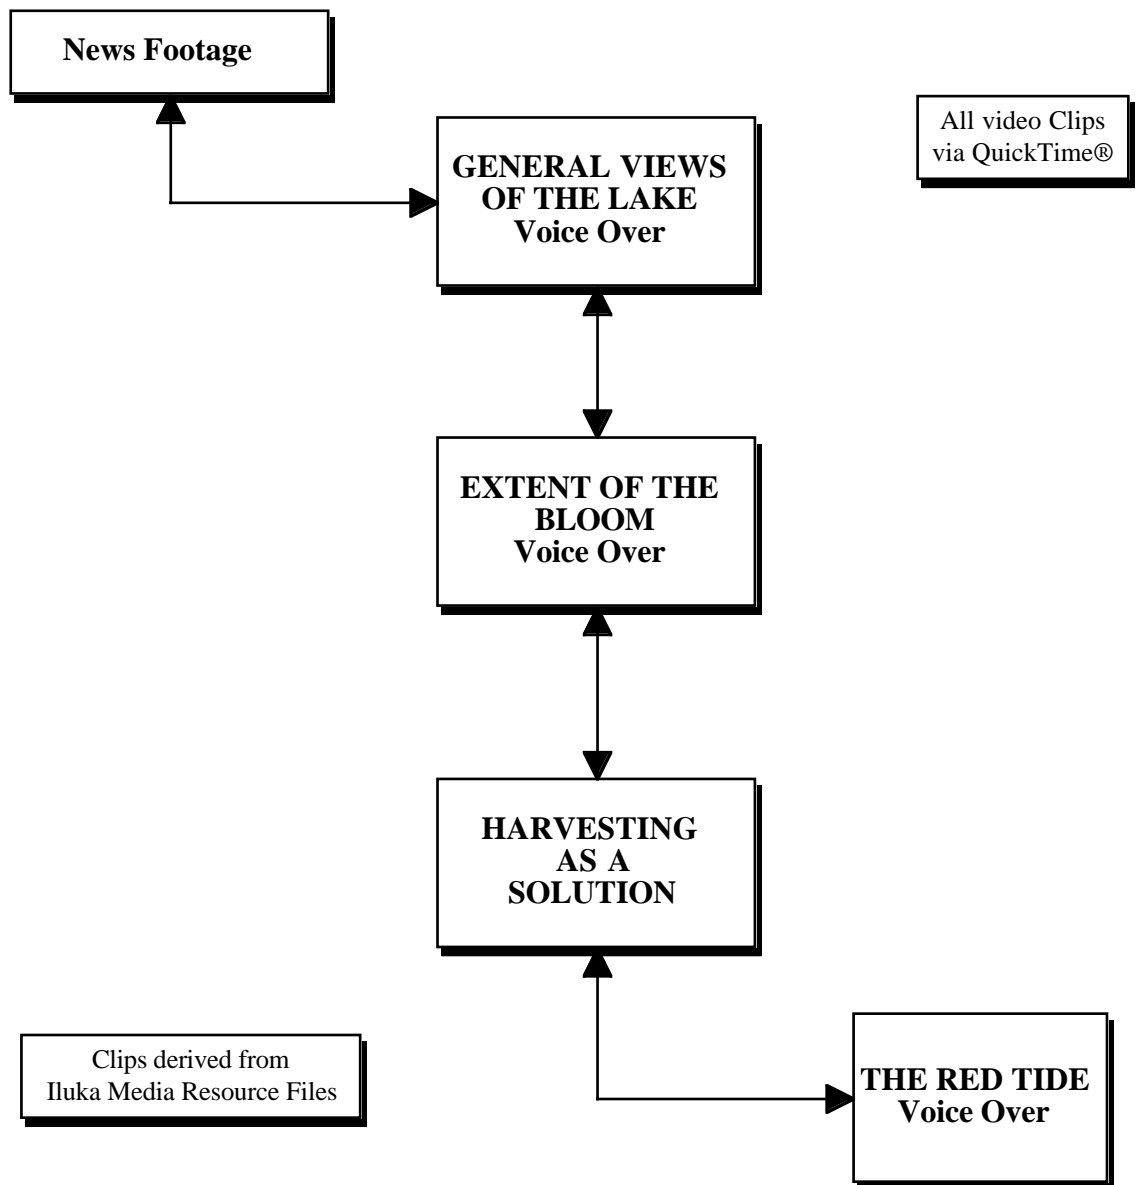 News Footage
All video Clips
via QuickTime®
GENERAL VIEWS
OF THE LAKE
Voice Over
EXTENT OF THE
BLOOM
Voice Over
HARVESTING
AS A
SOLUTION
Clips derived from
Iluka Media Resource Files
THE RED TIDE
Voice Over